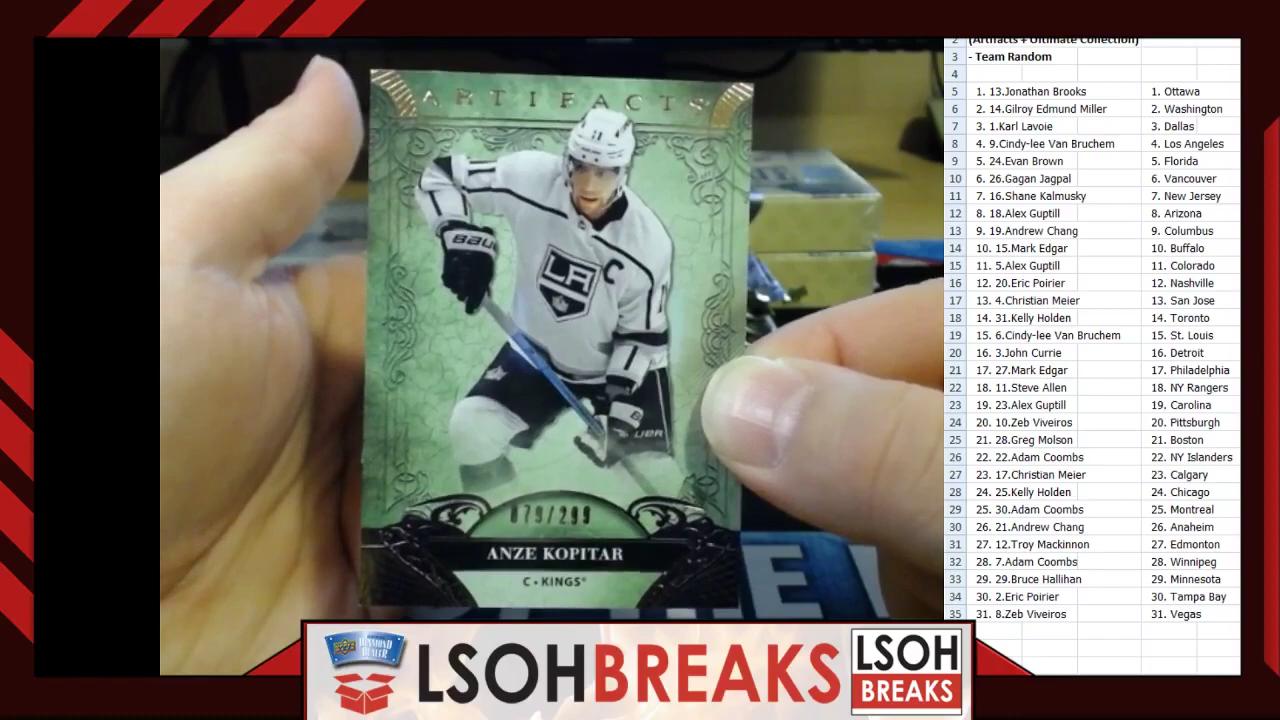 ARTIFACTS
11
11
BAUER
LA
C
11
1
UER
079/299
ANZE KOPITAR
C • KINGS
2 (Artifacts + Ultimate Collection)
3 - Team Random
4
5 1. 13.Jonathan Brooks 1. Ottawa
6 2. 14.Gilroy Edmund Miller 2. Washington
7 3. 1.Karl Lavoie 3. Dallas
8 4. 9.Cindy-lee Van Bruchem 4. Los Angeles
9 5. 24.Evan Brown 5. Florida
10 6. 26.Gagan Jagpal 6. Vancouver
11 7. 16.Shane Kalmusky 7. New Jersey
12 8. 18.Alex Guptill 8. Arizona
13 9. 19.Andrew Chang 9. Columbus
14 10. 15.Mark Edgar 10. Buffalo
15 11. 5.Alex Guptill 11. Colorado
16 12. 20.Eric Poirier 12. Nashville
17 13. 4.Christian Meier 13. San Jose
18 14. 31.Kelly Holden 14. Toronto
19 15. 6.Cindy-lee Van Bruchem 15. St. Louis
20 16. 3.John Currie 16. Detroit
21 17. 27.Mark Edgar 17. Philadelphia
22 18. 11.Steve Allen 18. NY Rangers
23 19. 23.Alex Guptill 19. Carolina
24 20. 10.Zeb Viveiros 20. Pittsburgh
25 21. 28.Greg Molson 21. Boston
26 22. 22.Adam Coombs 22. NY Islanders
27 23. 17.Christian Meier 23. Calgary
28 24. 25.Kelly Holden 24. Chicago
29 25. 30.Adam Coombs 25. Montreal
30 26. 21.Andrew Chang 26. Anaheim
31 27. 12.Troy Mackinnon 27. Edmonton
32 28. 7.Adam Coombs 28. Winnipeg
33 29. 29.Bruce Hallihan 29. Minnesota
34 30. 2.Eric Poirier 30. Tampa Bay
35 31. 8.Zeb Viveiros 31. Vegas
DIAMOND DEALER
LSOHBREAKS
LSOH
BREAKS